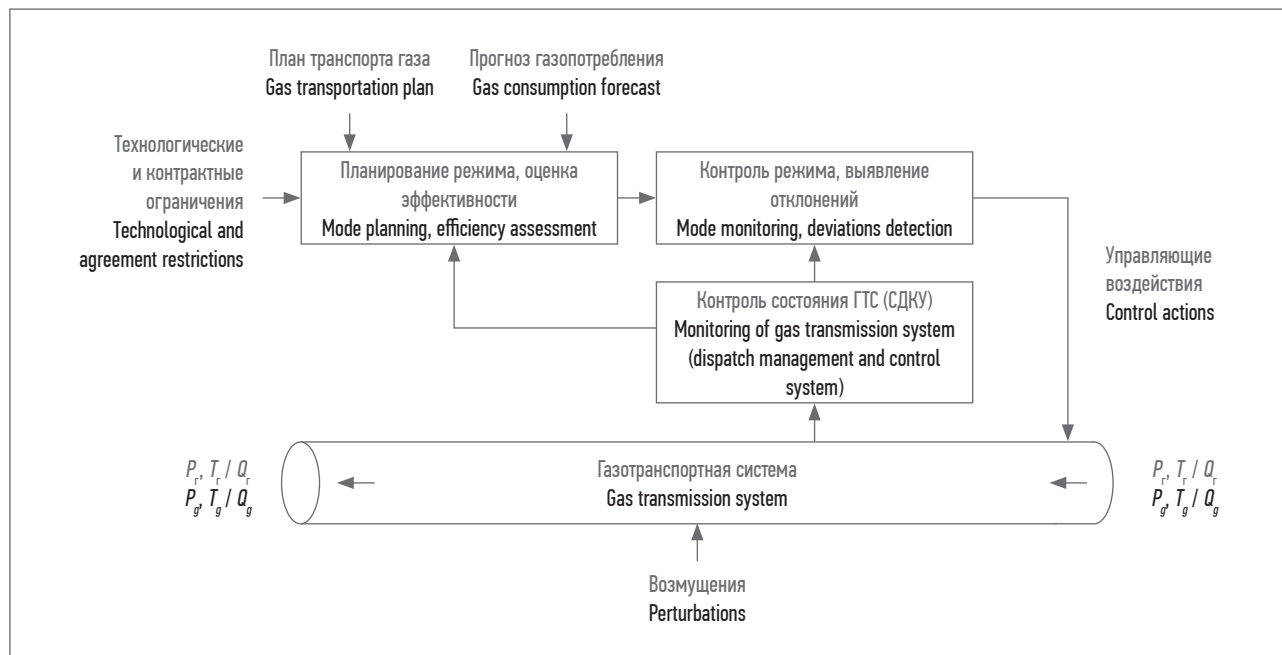 План транспорта газа
Gas transportation plan
Прогноз газопотребления
Gas consumption forecast
Технологические
и контрактные
ограничения
Technological and
agreement restrictions
Планирование режима, оценка
эффективности
Mode planning, efficiency assessment
Контроль режима, выявление
отклонений
Mode monitoring, deviations detection
Управляющие
воздействия
Control actions
Контроль состояния ГТС (СДКУ)
Monitoring of gas transmission system
(dispatch management and control
system)
Pг, Tг / Qг
Pg, Tg / Qg
Газотранспортная система
Gas transmission system
Pг, Tг / Qг
Pg, Tg / Qg
Возмущения
Perturbations